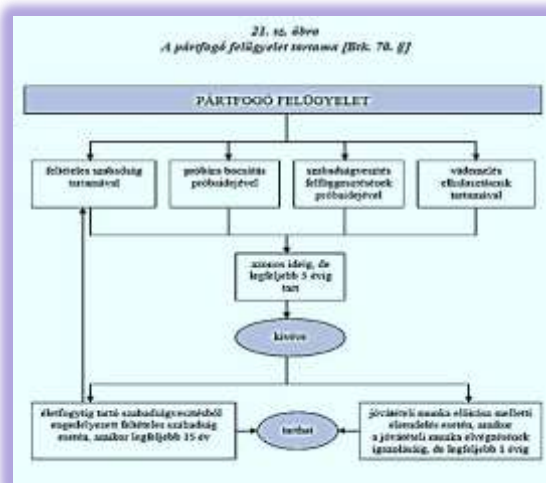 21. sz. ábra
A pártfogó felügyelet tartama [Btk. 70. §]
PÁRTFOGÓ FELÜGYELET
feltételes szabadság
tartamával
próbára bocsátás
próbaidejével
szabadságvesztés
felfüggesztésének
próbaidejével
vádemelés
elhalasztásának
tartamával
azonos ideig, de
legfeljebb 5 évig
tart
kivéve
életfogytig tartó szabadságvesztésből
engedélyezett feltételes szabadság
esetén, amikor legfeljebb 15 év
tarthat
jóvátételi munka előírása melletti
elrendelés esetén, amikor
a jóvátételi munka elvégzésének
igazolásáig, de legfeljebb 1 évig